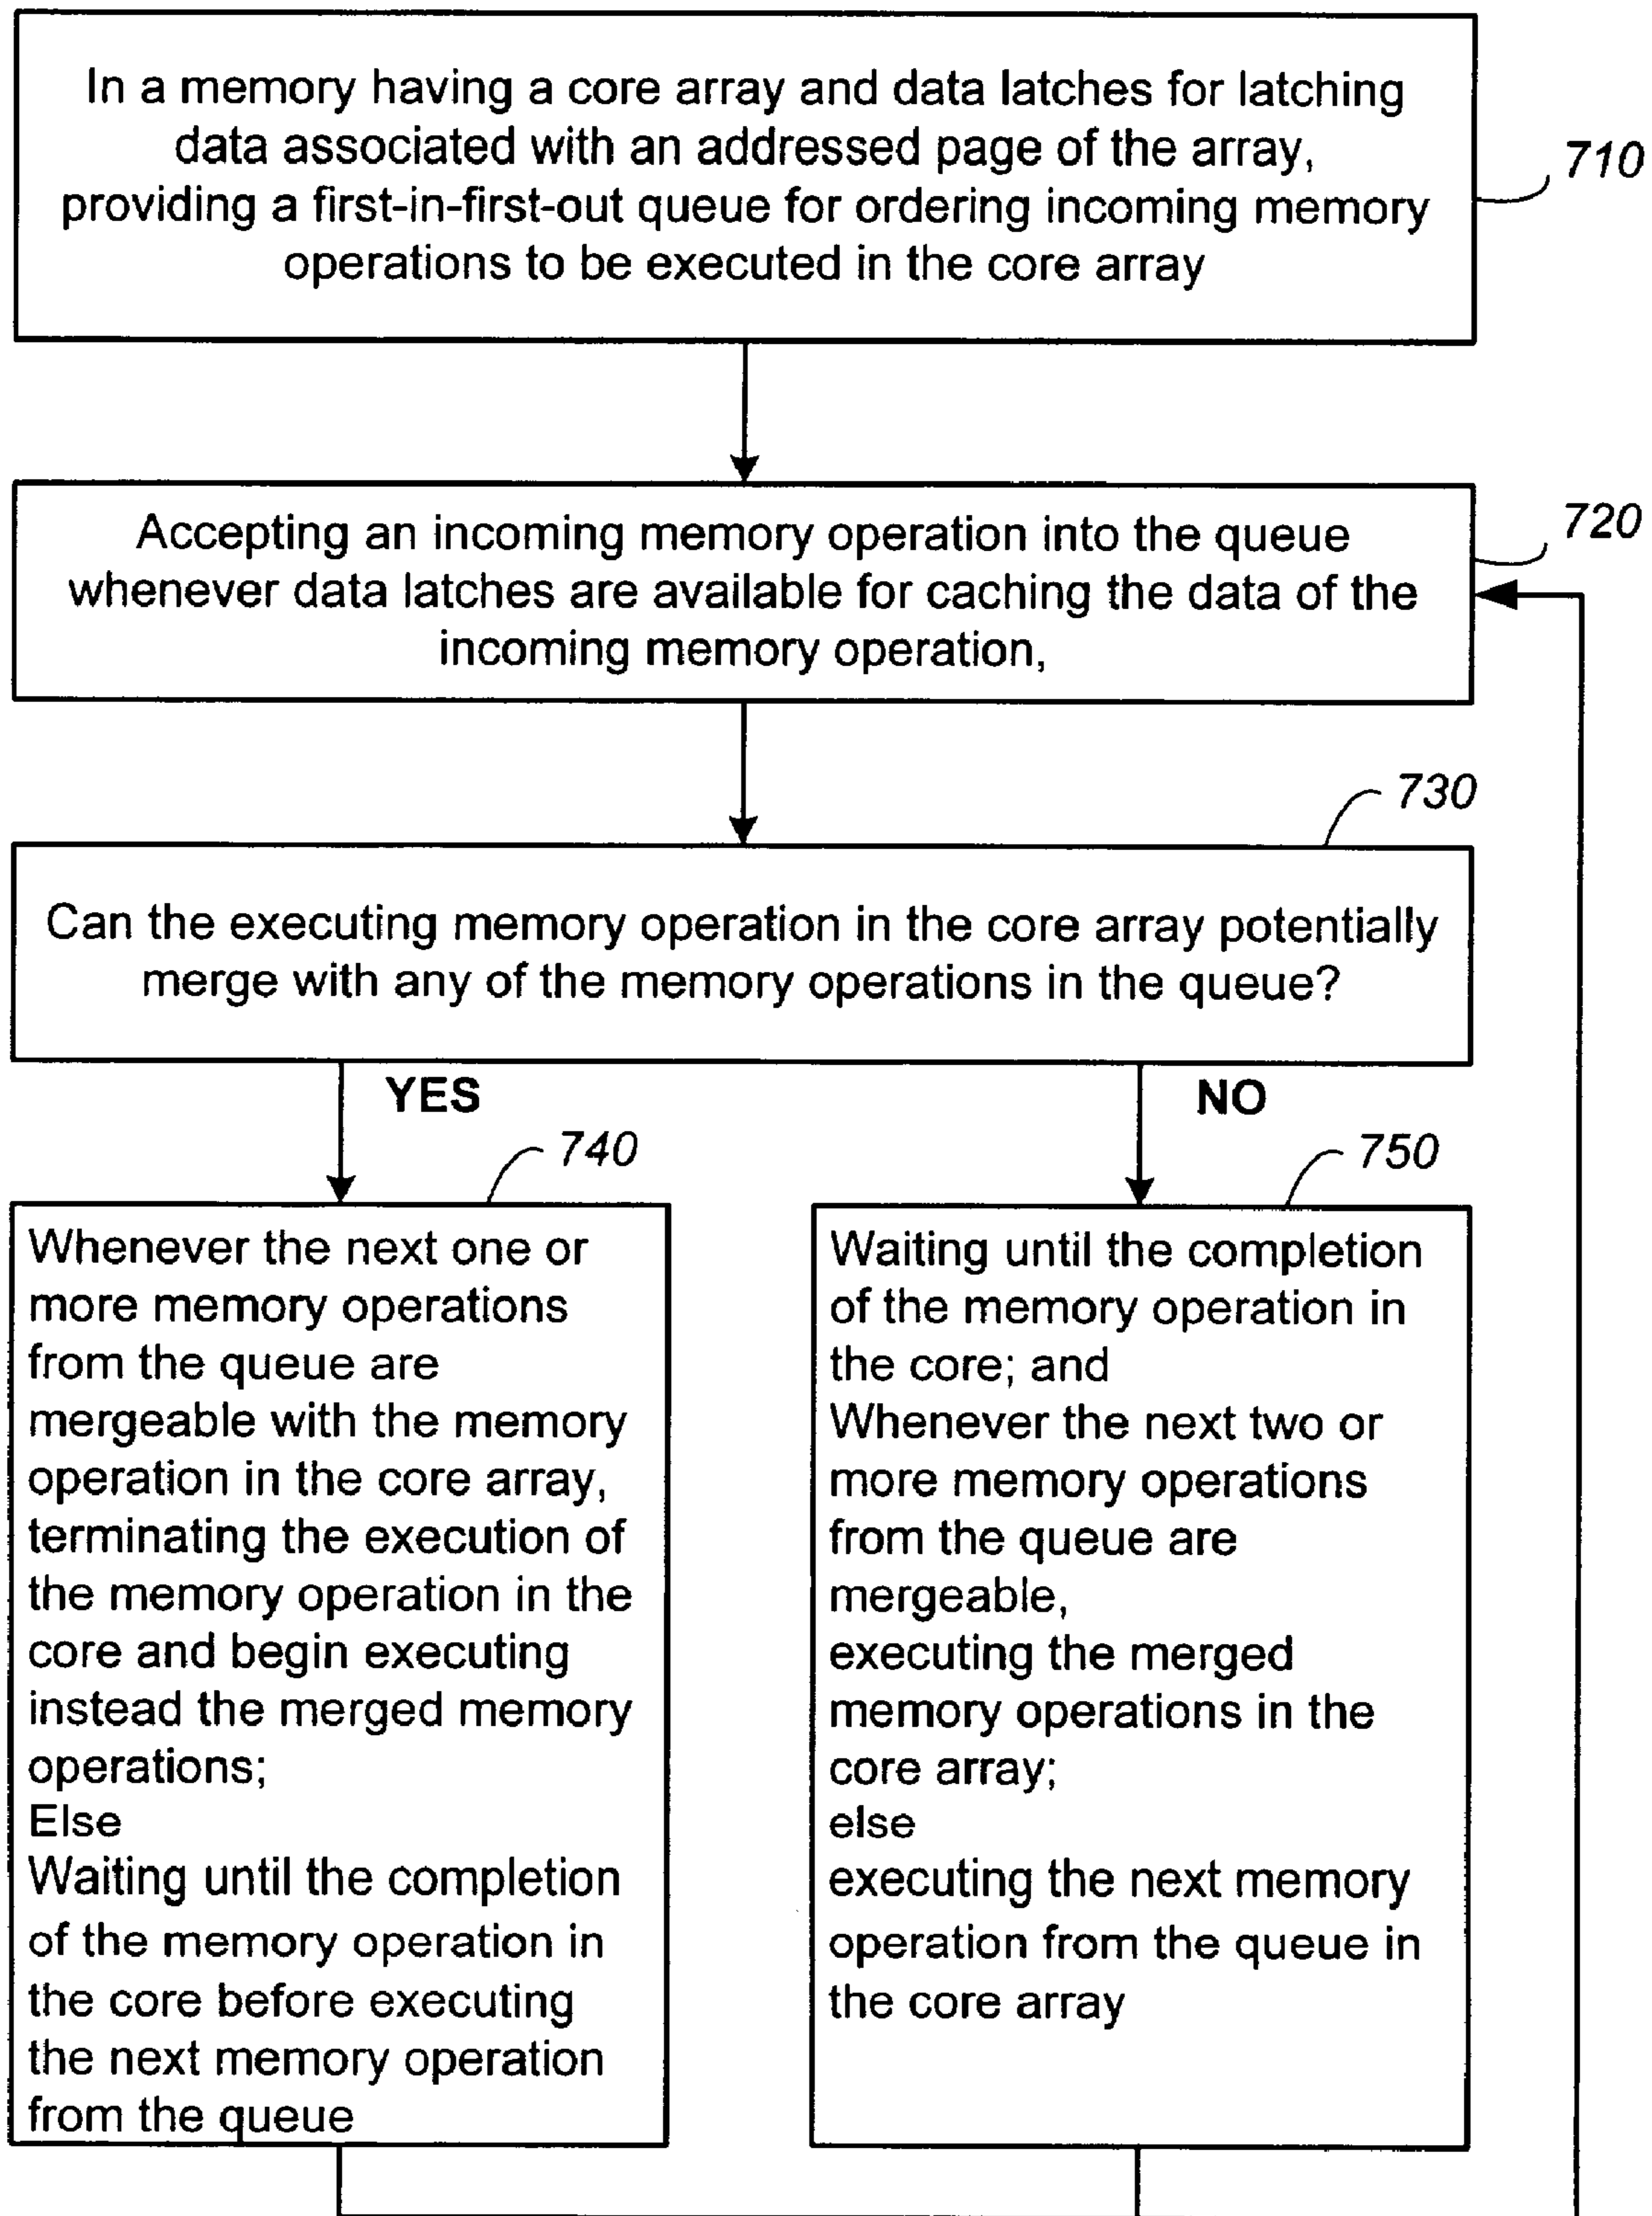 In a memory having a core array and data latches for latching
data associated with an addressed page of the array,
providing a first-in-first-out queue for ordering incoming memory
operations to be executed in the core array
710
Accepting an incoming memory operation into the queue
whenever data latches are available for caching the data of the
incoming memory operation,
720
730
Can the executing memory operation in the core array potentially
merge with any of the memory operations in the queue?
YES
NO
740
Whenever the next one or
more memory operations
from the queue are
mergeable with the memory
operation in the core array,
terminating the execution of
the memory operation in the
core and begin executing
instead the merged memory
operations;
Else
Waiting until the completion
of the memory operation in
the core before executing
the next memory operation
from the queue
750
Waiting until the completion
of the memory operation in
the core; and
Whenever the next two or
more memory operations
from the queue are
mergeable,
executing the merged
memory operations in the
core array;
else
executing the next memory
operation from the queue in
the core array